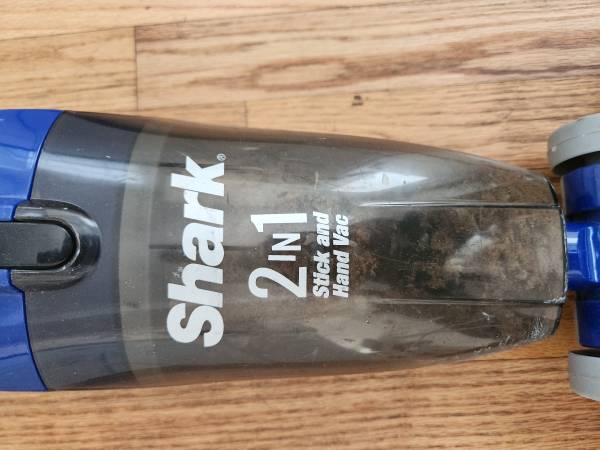 Shark®
2 IN 1
Stick and
Hand Vac